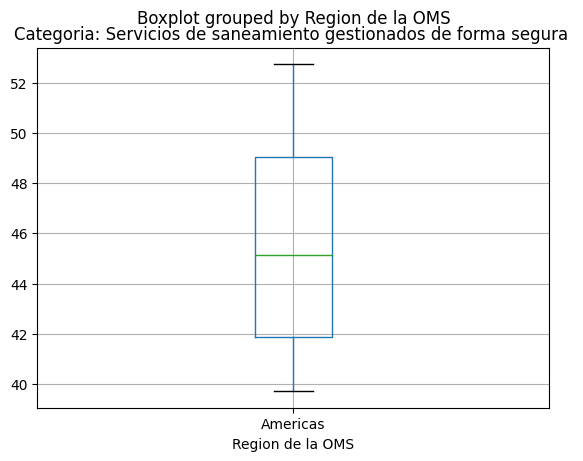 Boxplot grouped by Region de la OMS
Categoria: Servicios de saneamiento gestionados de forma segura
52
50
48
46
44
42
40
Americas
Region de la OMS